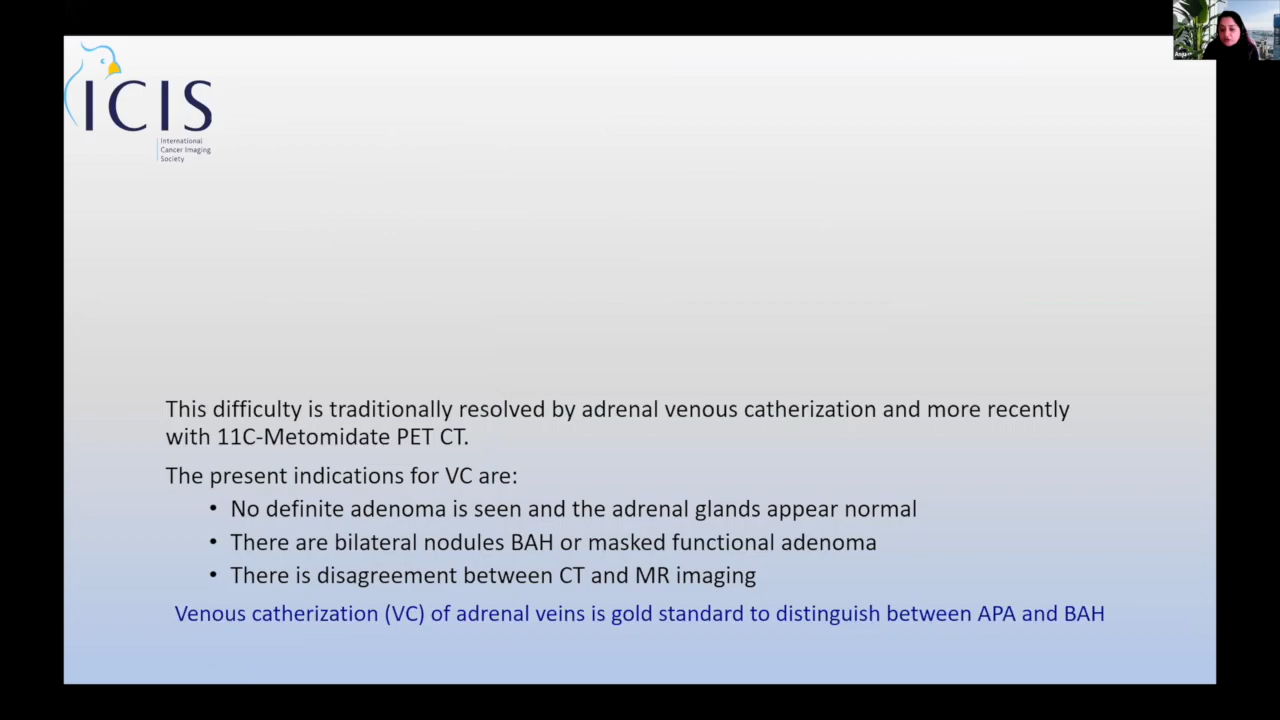 ICIS
International
Cancer Imaging
Society
Anju
This difficulty is traditionally resolved by adrenal venous catherization and more recently
with 11C-Metomidate PET CT.
The present indications for VC are:
• No definite adenoma is seen and the adrenal glands appear normal
• There are bilateral nodules BAH or masked functional adenoma
• There is disagreement between CT and MR imaging
Venous catherization (VC) of adrenal veins is gold standard to distinguish between APA and BAH